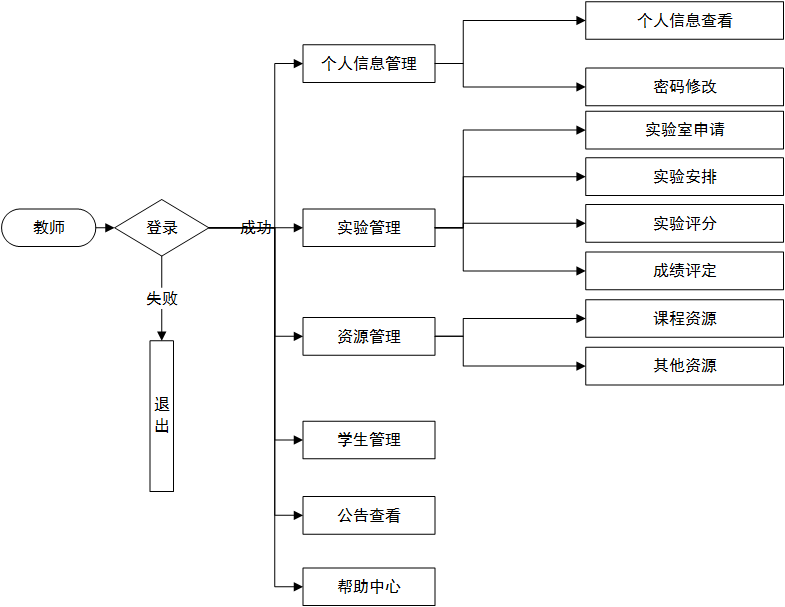 教师
登录
成功
失败
退
出
个人信息管理
个人信息查看
密码修改
实验管理
实验室申请
实验安排
实验评分
成绩评定
资源管理
课程资源
其他资源
学生管理
公告查看
帮助中心